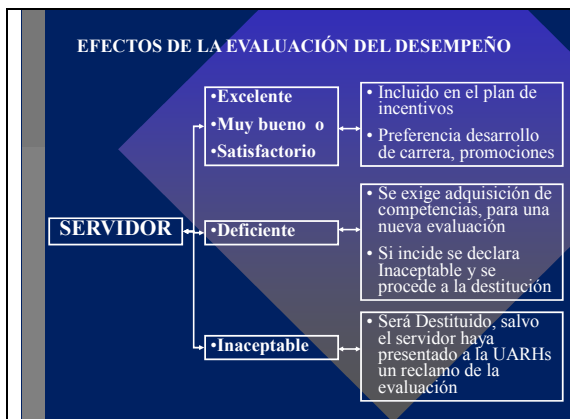 EFECTOS DE LA EVALUACIÓN DEL DESEMPEÑO
•Excelente
•Muy bueno o
•Satisfactorio
• Incluido en el plan de
incentivos
• Preferencia desarrollo
de carrera, promociones
SERVIDOR
•Deficiente
• Se exige adquisición de
competencias, para una
nueva evaluación
• Si incide se declara
Inaceptable y se
procede a la destitución
•Inaceptable
• Será Destituido, salvo
el servidor haya
presentado a la UARHs
un reclamo de la
evaluación